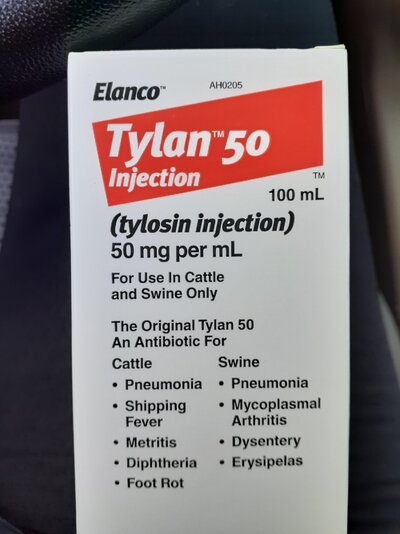 Elanco™
AH0205
Tylan™ 50
Injection
™
100 mL
(tylosin injection)
50 mg per mL
For Use In Cattle
and Swine Only
The Original Tylan 50
An Antibiotic For
Cattle
• Pneumonia
• Shipping
Fever
• Metritis
• Diphtheria
• Foot Rot
Swine
• Pneumonia
• Mycoplasmal
Arthritis
• Dysentery
• Erysipelas